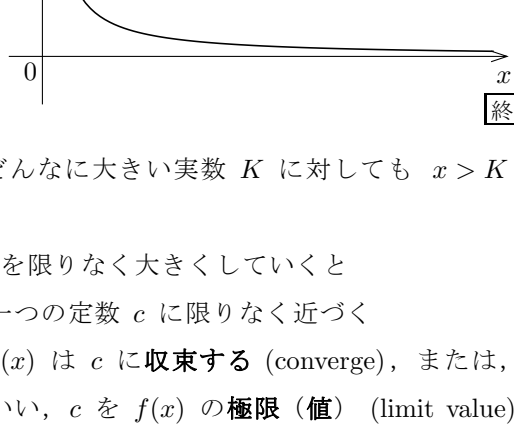 0
x
終
どんなに大きい実数 K に対しても x > K
を限りなく大きくしていくと
一つの定数 c に限りなく近づく
(x) は c に収束する (converge), または,
いい, c を f(x) の極限（値） (limit value)